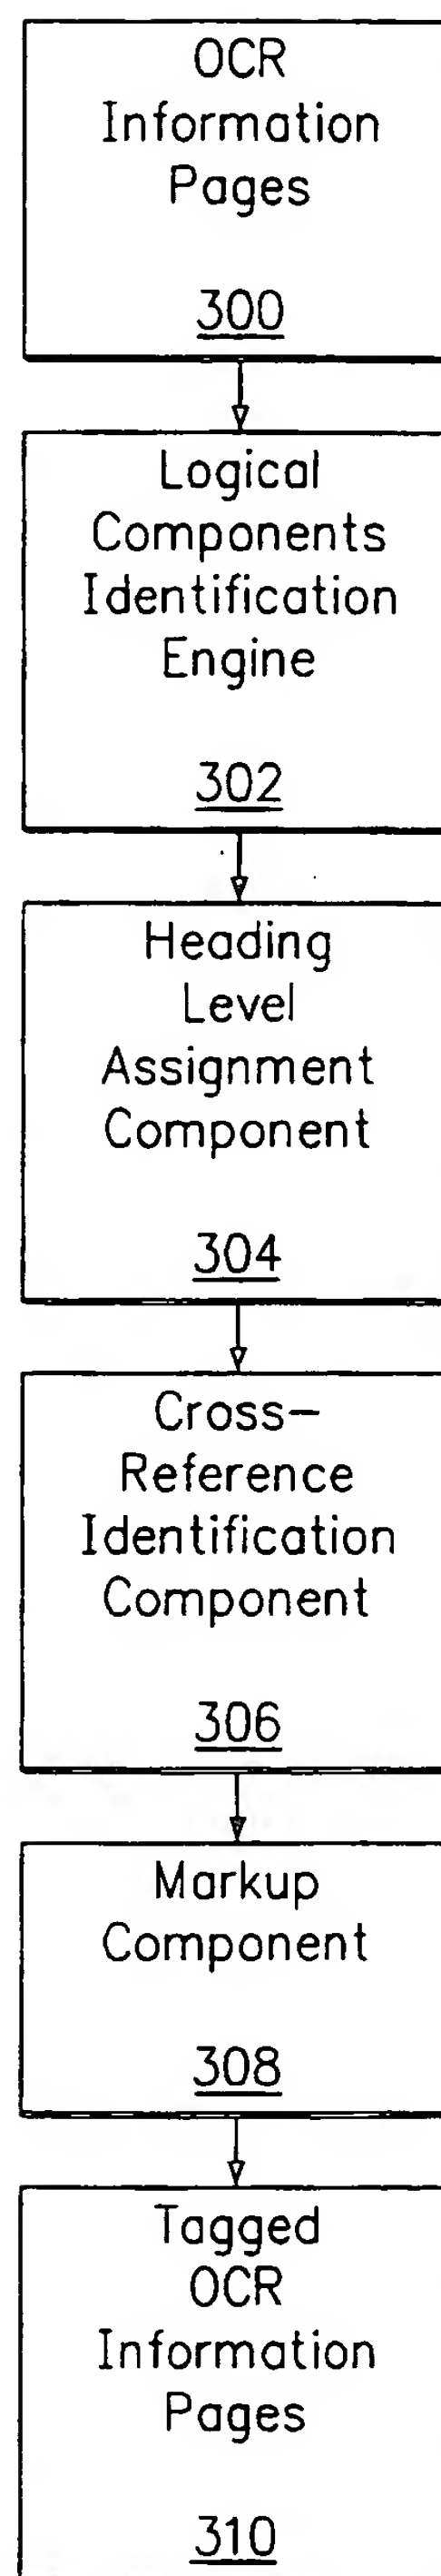 OCR
Information
Pages
300
Logical
Components
Identification
Engine
302
Heading
Level
Assignment
Component
304
Cross-
Reference
Identification
Component
306
Markup
Component
308
Tagged
OCR
Information
Pages
310